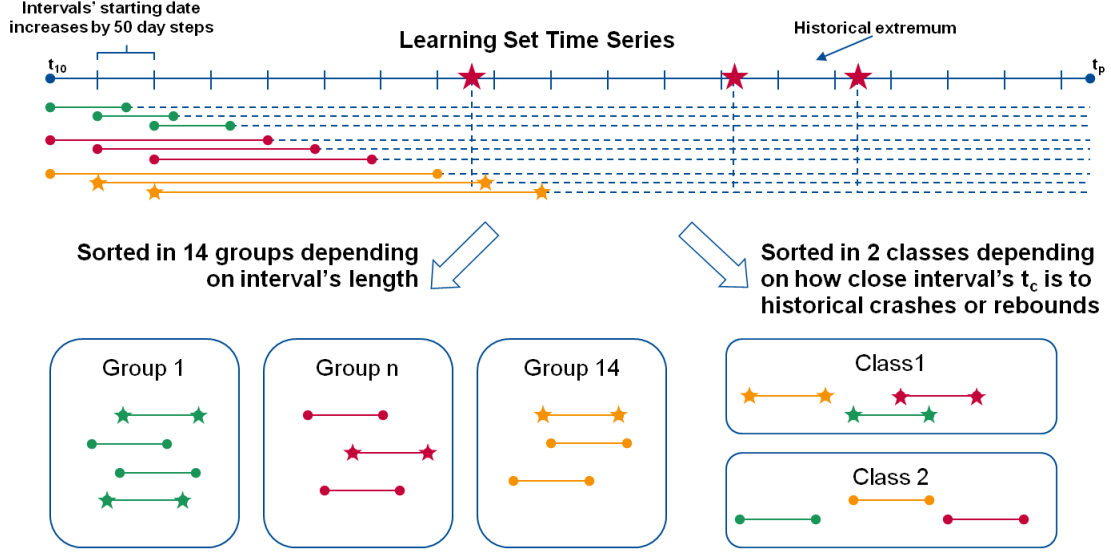 Intervals' starting date
increases by 50 day steps
Learning Set Time Series
Historical extremum
t10
tp
Sorted in 14 groups depending
on interval's length
Sorted in 2 classes depending
on how close interval's tc is to
historical crashes or rebounds
Group 1
Group n
Group 14
Class1
Class 2